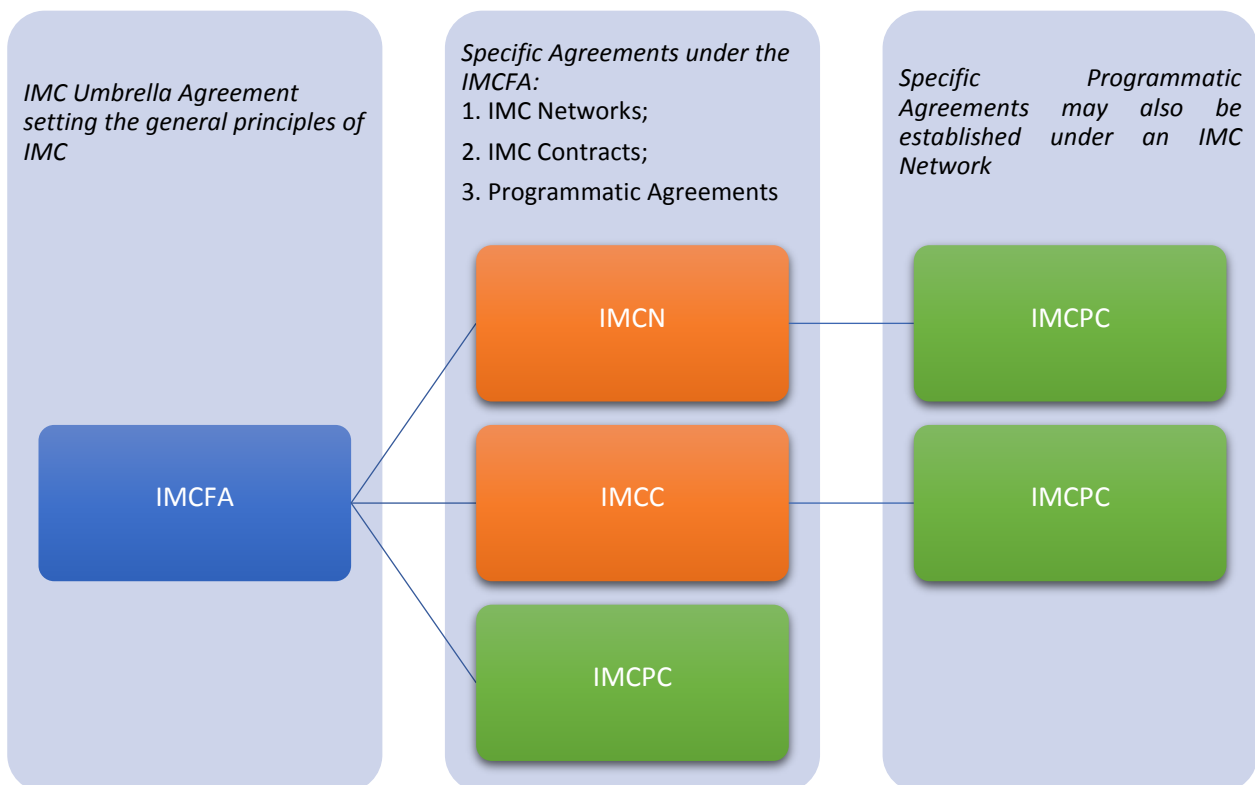 IMC Umbrella Agreement
setting the general principles of
IMC
Specific Agreements under the
IMCFA:
1. IMC Networks;
2. IMC Contracts;
3. Programmatic Agreements
Specific Programmatic
Agreements may also be
established under an IMC
Network
IMCFA
IMCN
IMCC
IMCPC
IMCPC
IMCPC